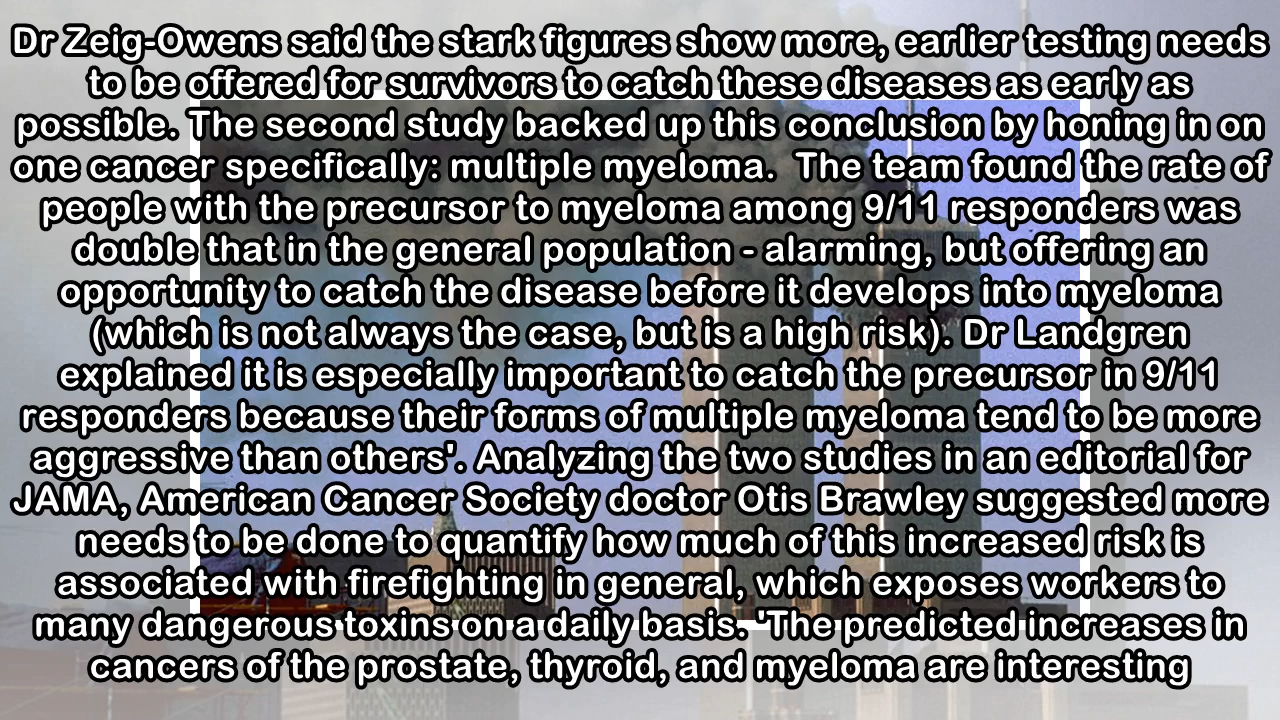 Dr Zeig-Owens said the stark figures show more, earlier testing needs
to be offered for survivors to catch these diseases as early as
possible. The second study backed up this conclusion by honing in on
one cancer specifically: multiple myeloma.  The team found the rate of
people with the precursor to myeloma among 9/11 responders was
double that in the general population - alarming, but offering an
opportunity to catch the disease before it develops into myeloma
(which is not always the case, but is a high risk). Dr Landgren
explained it is especially important to catch the precursor in 9/11
responders because their forms of multiple myeloma tend to be more
aggressive than others'. Analyzing the two studies in an editorial for
JAMA, American Cancer Society doctor Otis Brawley suggested more
needs to be done to quantify how much of this increased risk is
associated with firefighting in general, which exposes workers to
many dangerous toxins on a daily basis. 'The predicted increases in
cancers of the prostate, thyroid, and myeloma are interesting